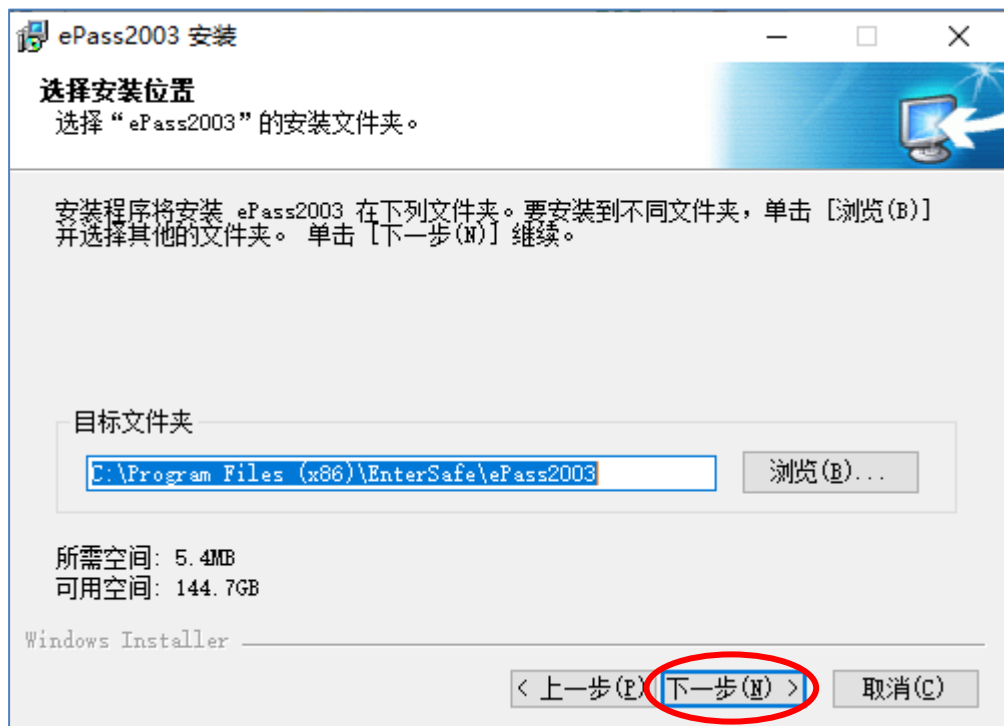 ePass2003 安装
选择安装位置
选择“ePass2003”的安装文件夹。
安装程序将安装 ePass2003 在下列文件夹。要安装到不同文件夹，单击 [浏览(B)]
并选择其他的文件夹。 单击 [下一步(N)] 继续。
目标文件夹
C:\Program Files (x86)\EnterSafe\ePass2003
浏览(B)...
所需空间: 5.4MB
可用空间: 144.7GB
Windows Installer
< 上一步(P) 下一步(N) > 取消(C)